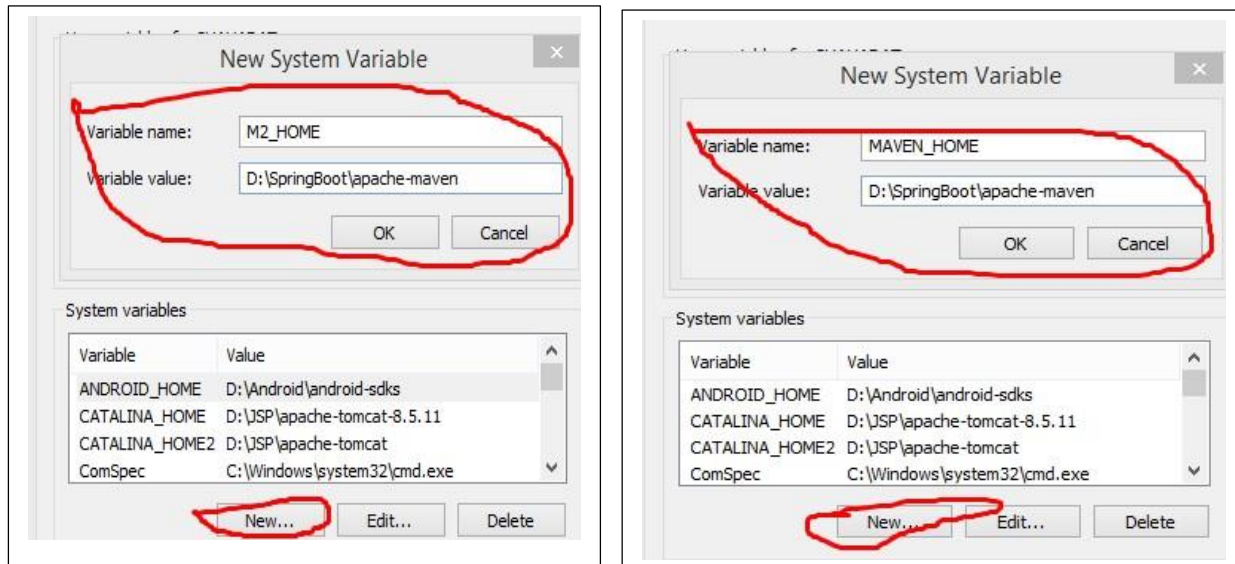 New System Variable
Variable name: M2_HOME
Variable value: D:\SpringBoot\apache-maven
OK Cancel
System variables
Variable Value
ANDROID_HOME D:\Android\android-sdks
CATALINA_HOME D:\JSP\apache-tomcat-8.5.11
CATALINA_HOME2 D:\JSP\apache-tomcat
ComSpec C:\Windows\system32\cmd.exe
New... Edit... Delete
New System Variable
Variable name: MAVEN_HOME
Variable value: D:\SpringBoot\apache-maven
OK Cancel
System variables
Variable Value
ANDROID_HOME D:\Android\android-sdks
CATALINA_HOME D:\JSP\apache-tomcat-8.5.11
CATALINA_HOME2 D:\JSP\apache-tomcat
ComSpec C:\Windows\system32\cmd.exe
New... Edit... Delete